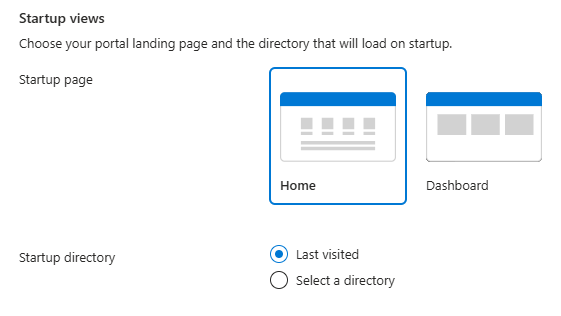 Startup views
Choose your portal landing page and the directory that will load on startup.
Startup page
Home
Dashboard
Startup directory
Last visited
Select a directory